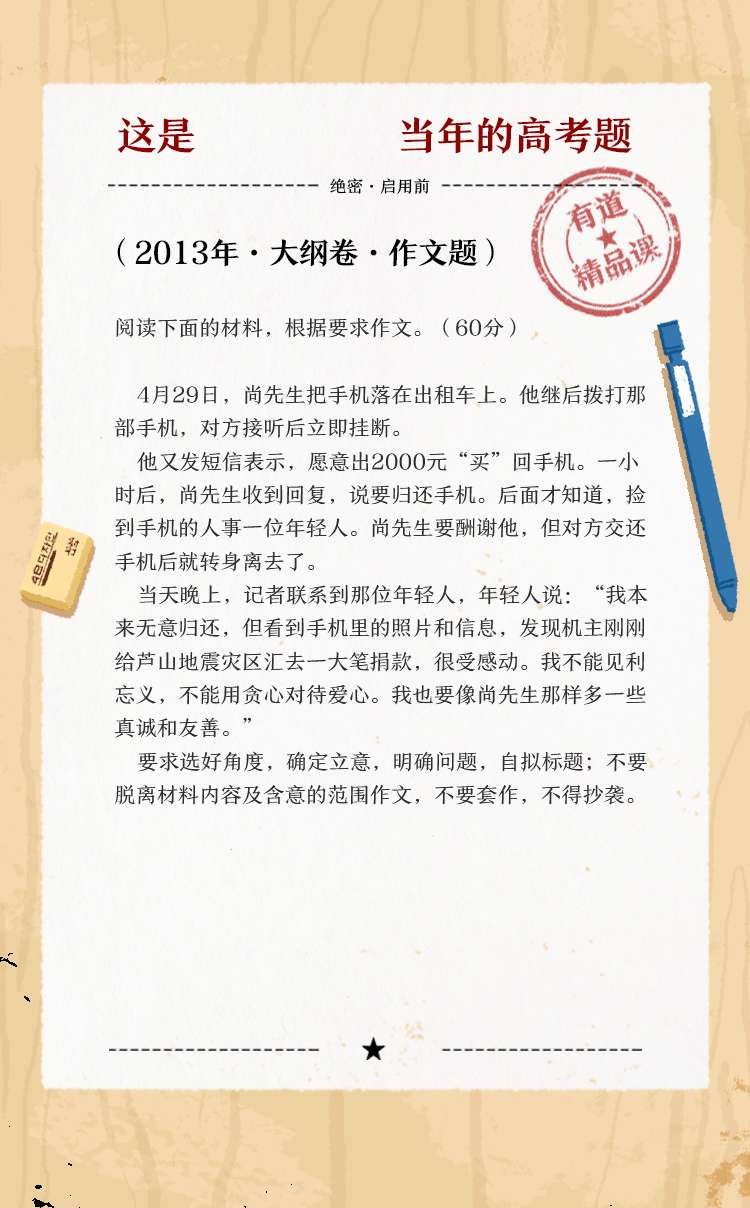 这是 当年的高考题
绝密·启用前
有道
精品课
（2013年·大纲卷·作文题）
阅读下面的材料，根据要求作文。（60分）
4月29日，尚先生把手机落在出租车上。他继后拨打那
部手机，对方接听后立即挂断。
他又发短信表示，愿意出2000元“买”回手机。一小
时后，尚先生收到回复，说要归还手机。后面才知道，捡
到手机的人事一位年轻人。尚先生要酬谢他，但对方交还
手机后就转身离去了。
当天晚上，记者联系到那位年轻人，年轻人说：“我本
来无意归还，但看到手机里的照片和信息，发现机主刚刚
给芦山地震灾区汇去一大笔捐款，很受感动。我不能见利
忘义，不能用贪心对待爱心。我也要像尚先生那样多一些
真诚和友善。”
要求选好角度，确定立意，明确问题，自拟标题；不要
脱离材料内容及含意的范围作文，不要套作，不得抄袭。